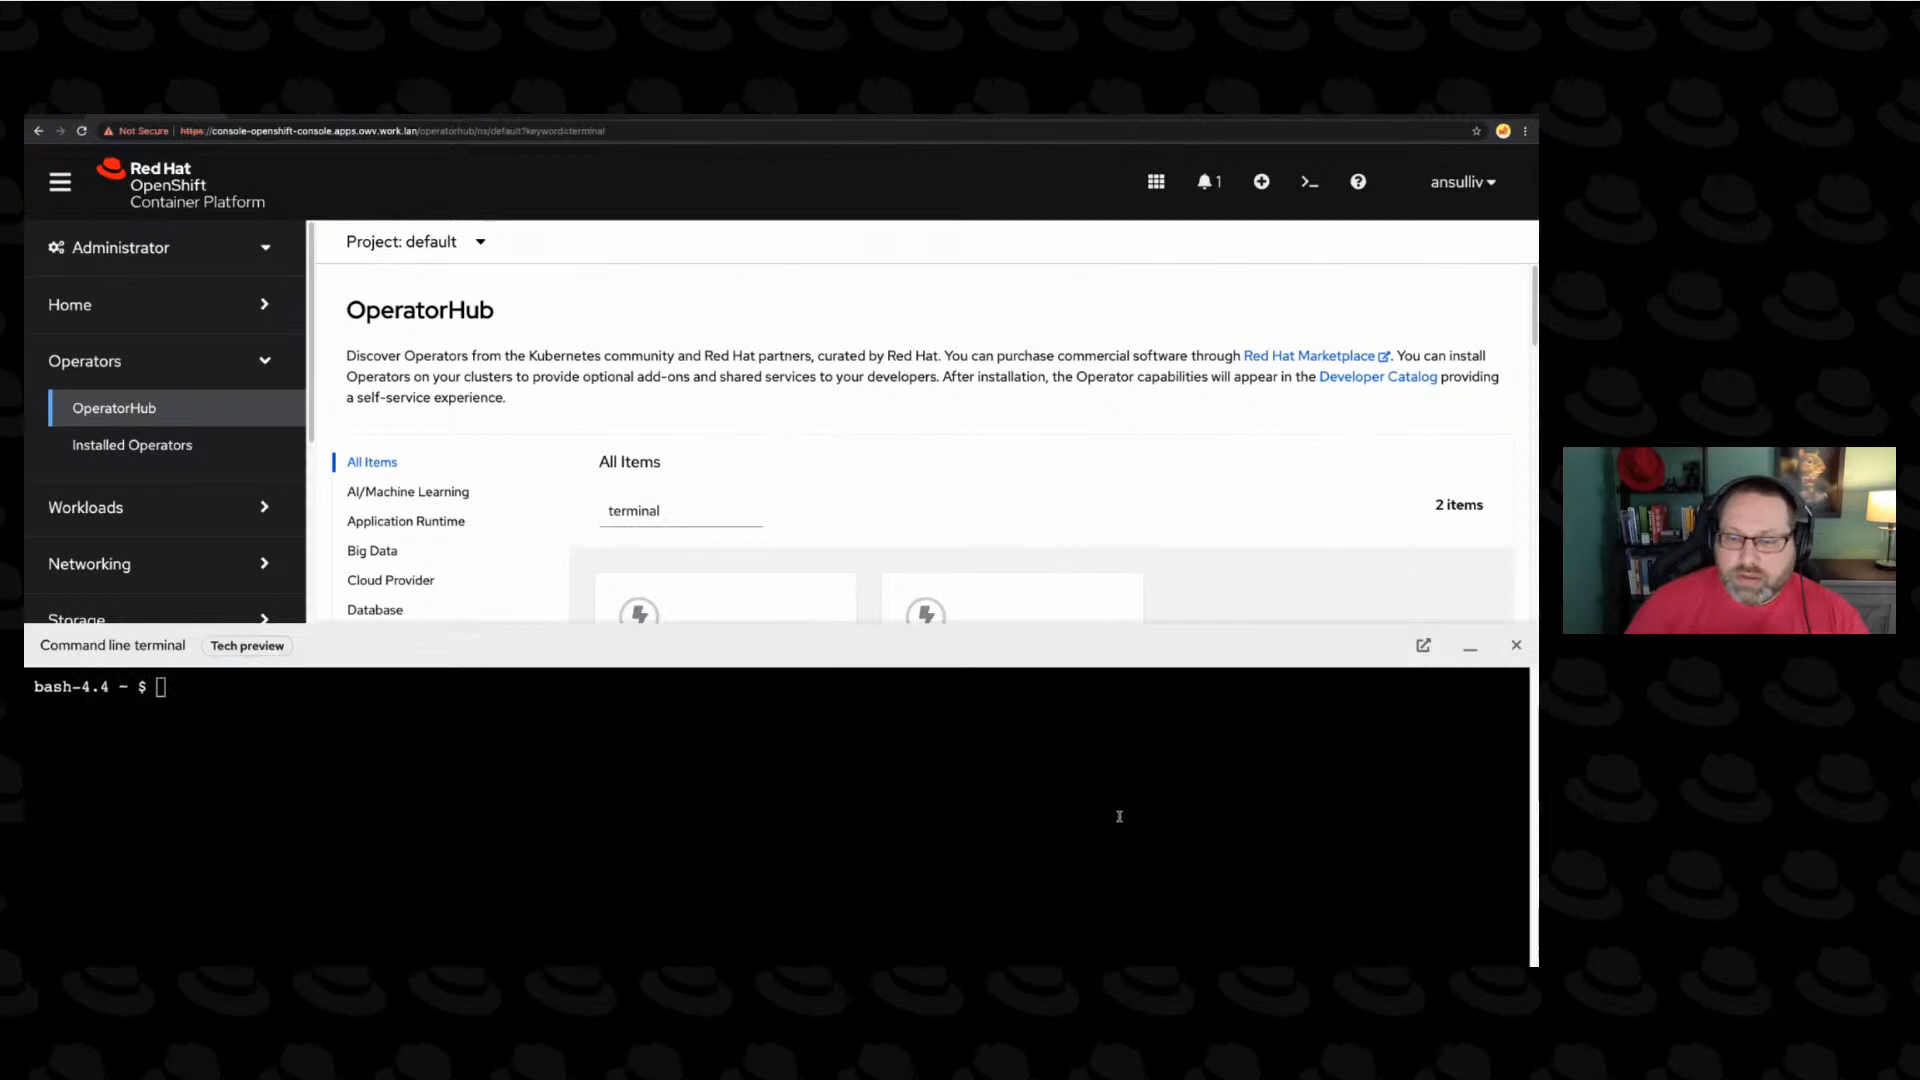 Not Secure | https://console-openshift-console.apps.owv.work.lan/operatorhub/ns/default?keyword=terminal
Red Hat
OpenShift
Container Platform
1
ansulliv
Administrator
Project: default
Home
Operators
OperatorHub
Installed Operators
Workloads
Networking
Storage
OperatorHub
Discover Operators from the Kubernetes community and Red Hat partners, curated by Red Hat. You can purchase commercial software through Red Hat Marketplace. You can install
Operators on your clusters to provide optional add-ons and shared services to your developers. After installation, the Operator capabilities will appear in the Developer Catalog providing
a self-service experience.
All Items
AI/Machine Learning
Application Runtime
Big Data
Cloud Provider
Database
All Items
terminal
2 items
Command line terminal
Tech preview
bash-4.4 ~ $